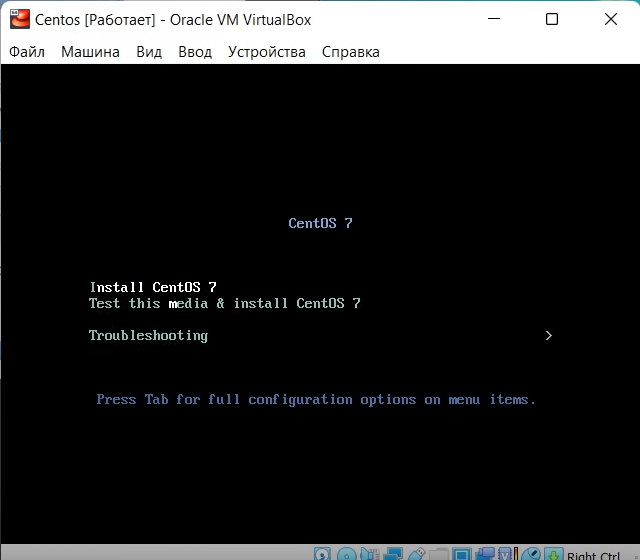 Centos [Работает] - Oracle VM VirtualBox
Файл Машина Вид Ввод Устройства Справка
CentOS 7
Install CentOS 7
Test this media & install CentOS 7
Troubleshooting >
Press Tab for full configuration options on menu items.
Right Ctrl